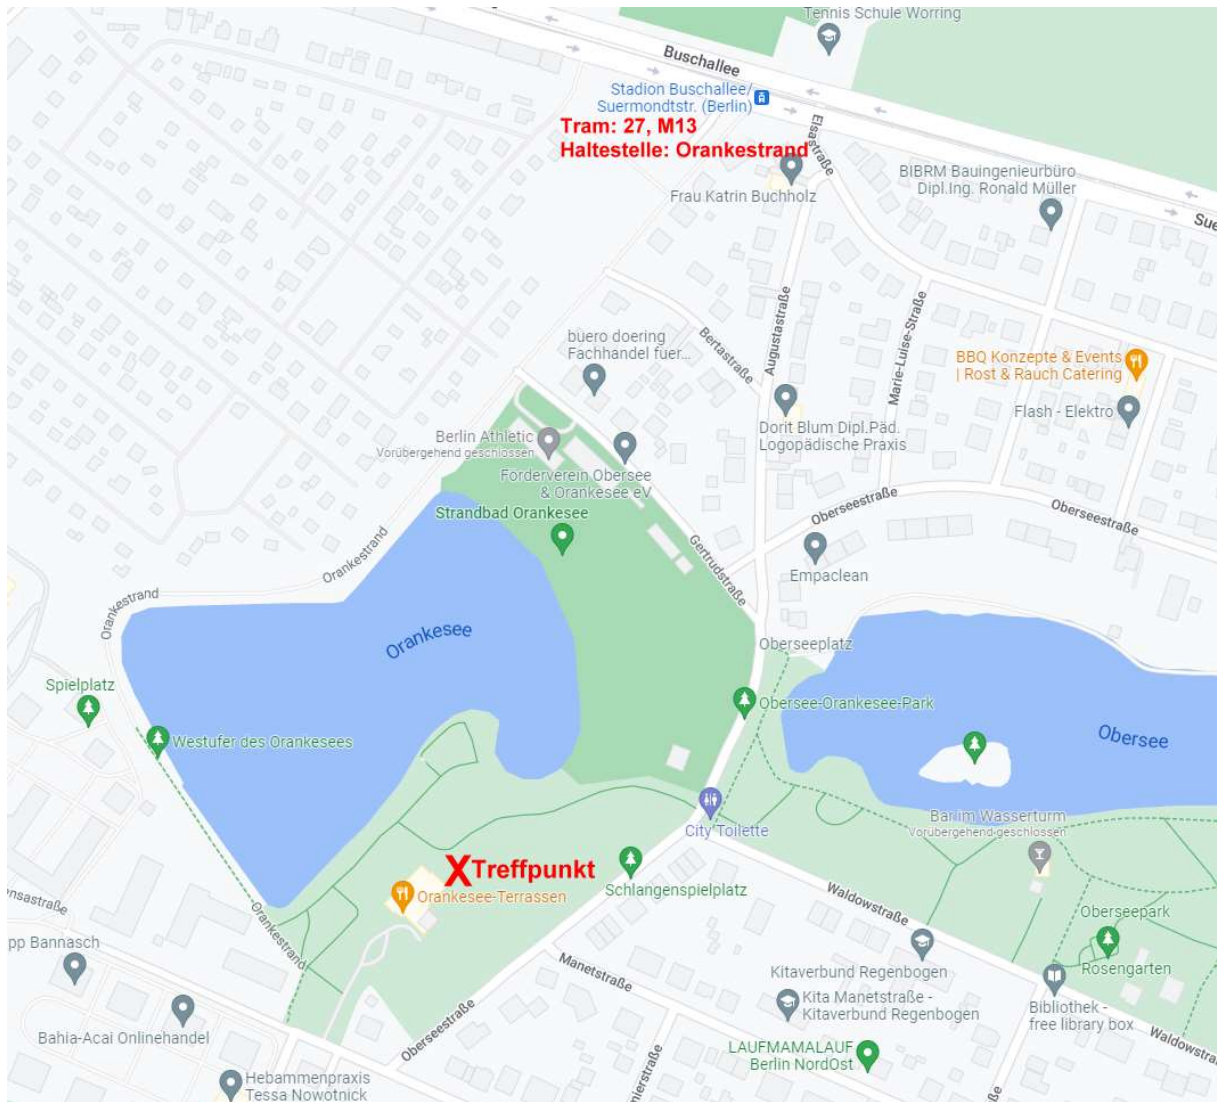 Tennis Schule Worring
Buschallee
Stadion Buschallee/
Suermondtstr. (Berlin)
Tram: 27, M13
Haltestelle: Orankestrand
Elsastraße
BIBRM Bauingenieurbüro
Dipl.Ing. Ronald Müller
Frau Katrin Buchholz
Sue
Augustastraße
Marie-Luise-Straße
Bertastraße
buero doering
Fachhandel fuer...
BBQ Konzepte & Events
| Rost & Rauch Catering
Flash - Elektro
Dorit Blum Dipl.Päd.
Logopädische Praxis
Berlin Athletic
Vorübergehend geschlossen
Förderverein Obersee
& Orankesee eV
Strandbad Orankesee
Oberseestraße
Oberseestraße
Gertrudstraße
Orankestrand
Empaclean
Orankestrand
Orankesee
Oberseeplatz
Spielplatz
Obersee-Orankesee-Park
Westufer des Orankesees
Obersee
City Toilette
Bar im Wasserturm
Vorübergehend geschlossen
X Treffpunkt
Orankesee-Terrassen
Schlangenspielplatz
Waldowstraße
Oberseepark
Rosengarten
ensastraße
Orankestrand
pp Bannasch
Manetstraße
Kitaverbund Regenbogen
Kita Manetstraße -
Kitaverbund Regenbogen
Bibliothek -
free library box
Waldowstraße
Bahia-Acai Onlinehandel
Oberseestraße
LAUFMAMALAUF
Berlin NordOst
mierstraße
Hebammenpraxis
Tessa Nowotnick